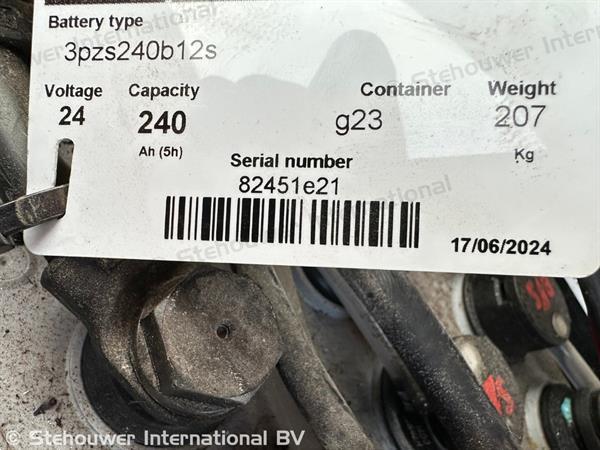 Battery type
3pzs240b12s
Voltage Capacity Container Weight
24 240 g23 207
Ah (5h) Kg
Serial number
82451e21
17/06/2024
© Stehouwer International BV